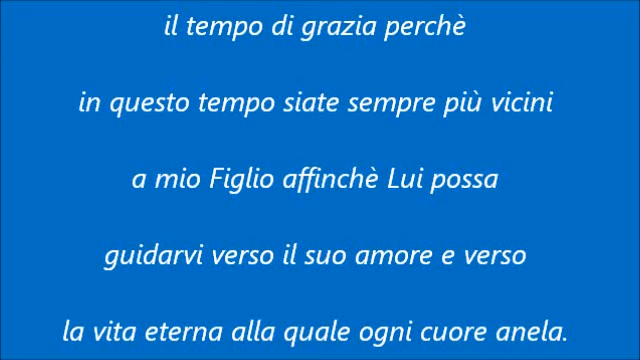 il tempo di grazia perchè
in questo tempo siate sempre più vicini
a mio Figlio affinchè Lui possa
guidarvi verso il suo amore e verso
la vita eterna alla quale ogni cuore anela.